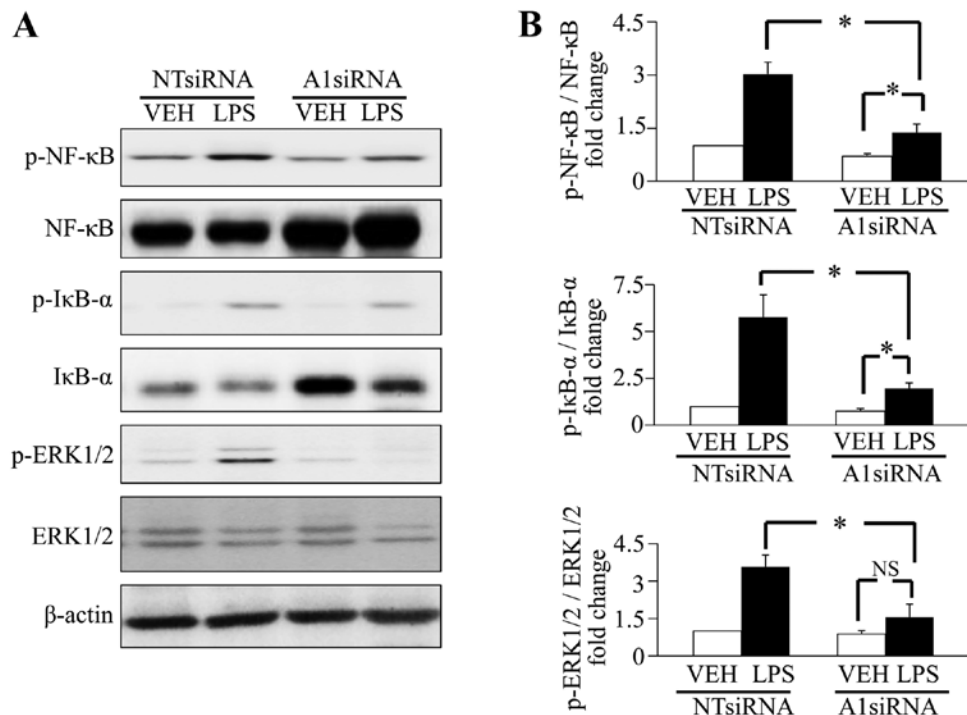 A
NTsiRNA A1siRNA
VEH LPS VEH LPS
p-NF-κB
NF-κB
p-IκB-α
IκB-α
p-ERK1/2
ERK1/2
β-actin
B
p-NF-κB / NF-κB
fold change
4.5
3
1.5
0
*
*
VEH LPS VEH LPS
NTsiRNA A1siRNA
p-IκB-α / IκB-α
fold change
7.5
5
2.5
0
*
*
VEH LPS VEH LPS
NTsiRNA A1siRNA
p-ERK1/2 / ERK1/2
fold change
4.5
3
1.5
0
*
NS
VEH LPS VEH LPS
NTsiRNA A1siRNA